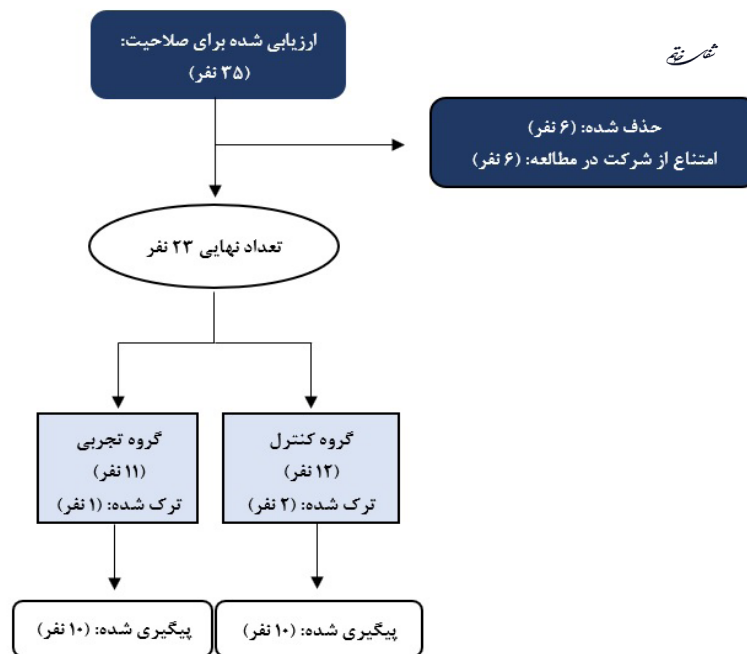 ارزیابی شده برای صلاحیت:
(۳۵ نفر)
شفای خاتم
حذف شده: (۶ نفر)
امتناع از شرکت در مطالعه: (۶ نفر)
تعداد نهایی ۲۳ نفر
گروه کنترل
(۱۲ نفر)
ترک شده: (۲ نفر)
گروه تجربی
(۱۱ نفر)
ترک شده: (۱ نفر)
پیگیری شده: (۱۰ نفر)
پیگیری شده: (۱۰ نفر)